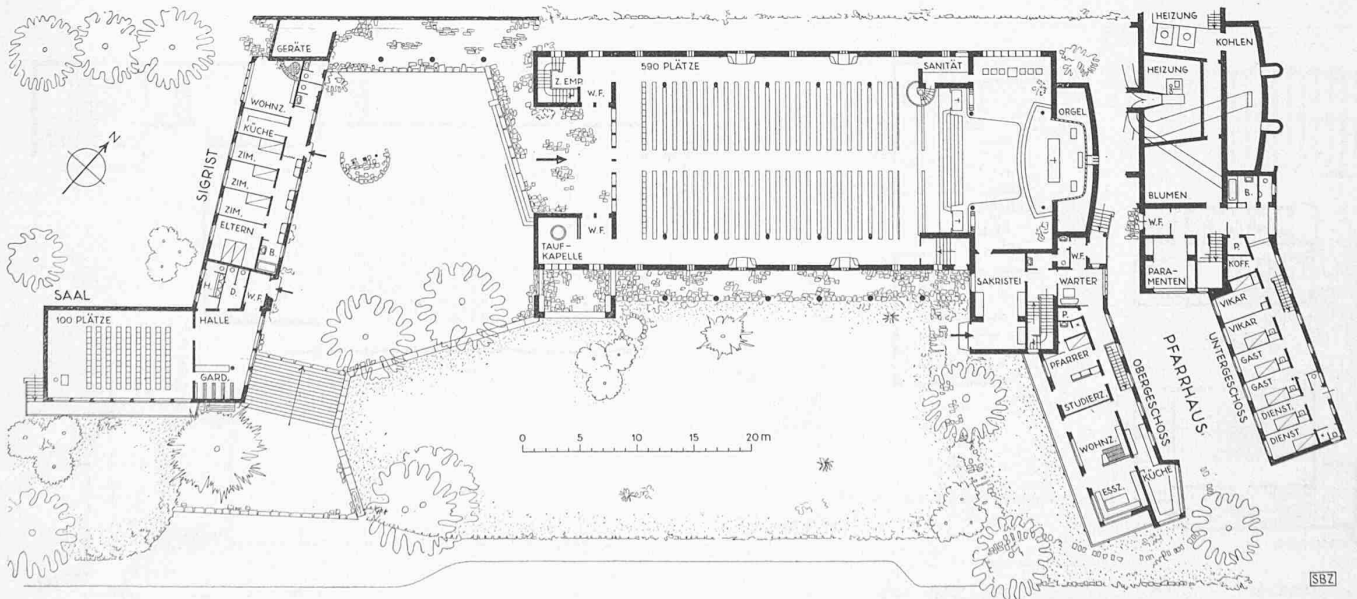 GERÄTE
WOHNZ.
KÜCHE
ZIM.
ZIM.
ZIM.
ELTERN
B.
SIGRIST
H.
D.
W.F.
SAAL
100 PLÄTZE
HALLE
GARD.
N
Z. EMP.
W.F.
590 PLÄTZE
SANITÄT
ORGEL
TAUF-
KAPELLE
W.F.
SAKRISTEI
W.F.
WARTER
P.
PFARRER
STUDIERZ.
WOHNZ.
ESSZ.
KÜCHE
OBERGESCHOSS
PFARRHAUS
UNTERGESCHOSS
HEIZUNG
KOHLEN
HEIZUNG
BLUMEN
B.
W.F.
PARA-
MENTEN
P.
KOFF.
VIKAR
VIKAR
GAST
GAST
DIENST.
DIENST
0 5 10 15 20 m
SBZ